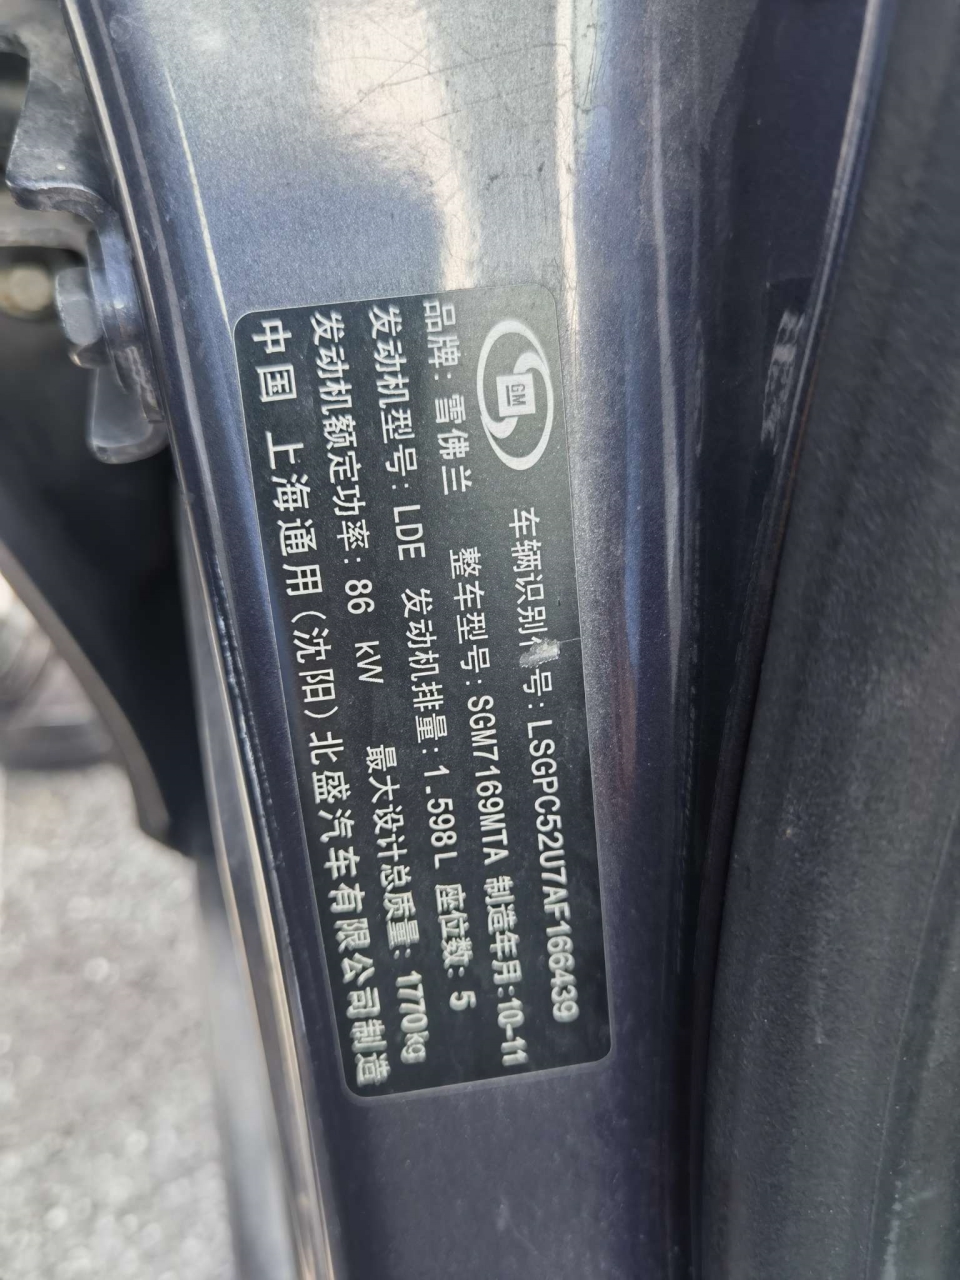 GM
车辆识别代号: LSGPC52U7AF166439
品牌: 雪佛兰 整车型号: SGM7169MTA 制造年月: 10-11
发动机型号: LDE 发动机排量: 1.598L 座位数: 5
发动机额定功率: 86 kW 最大设计总质量: 1770kg
中国 上海通用(沈阳)北盛汽车有限公司制造